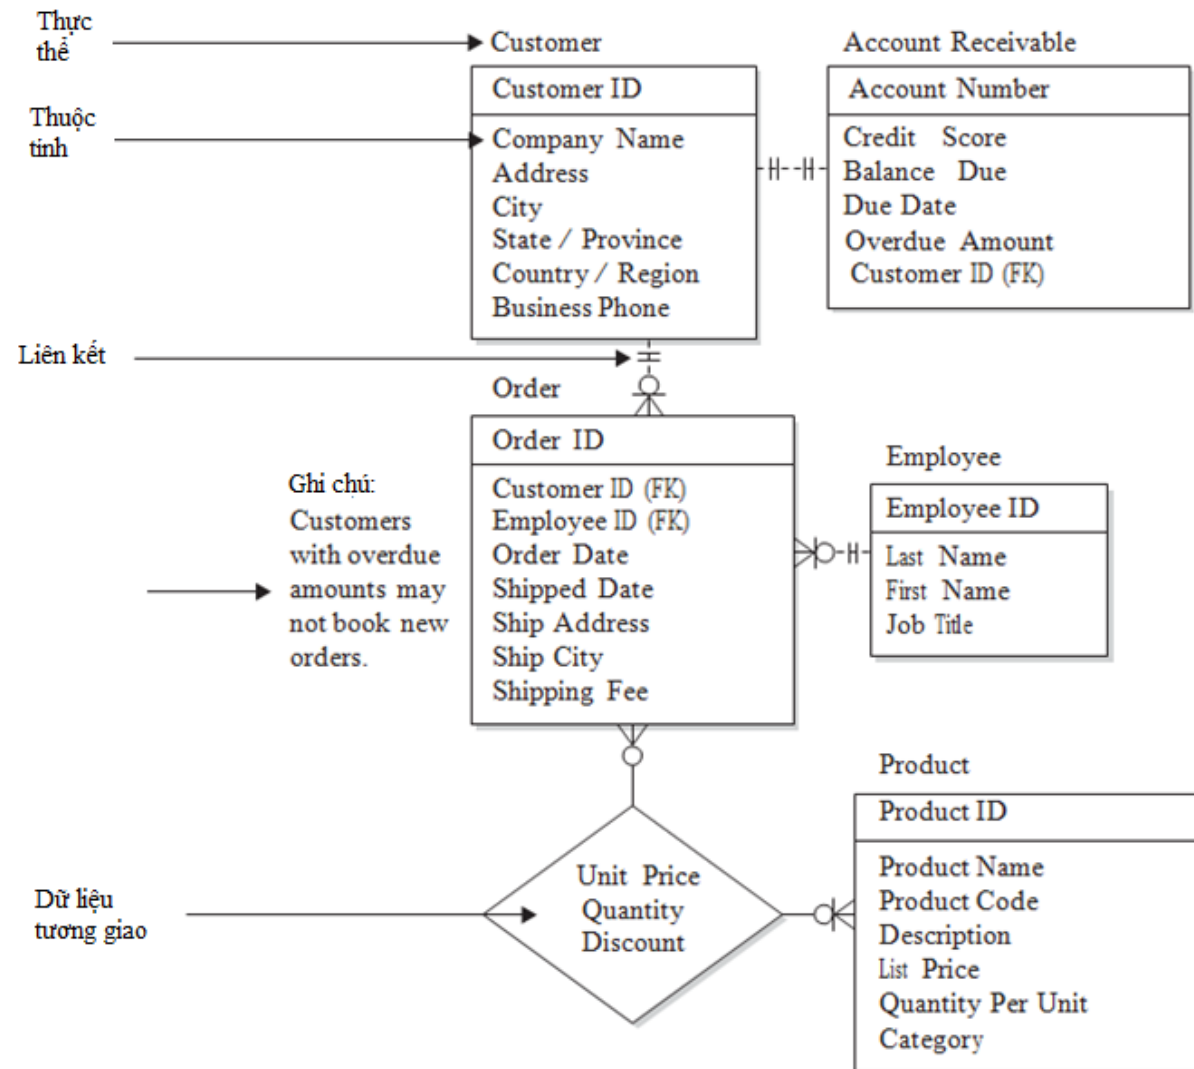 Thực
thể
Customer
Account Receivable
Customer ID
Account Number
Thuộc
tinh
Company Name
Address
City
State / Province
Country / Region
Business Phone
Credit Score
Balance Due
Due Date
Overdue Amount
Customer ID (FK)
Liên kết
Order
Order ID
Customer ID (FK)
Employee ID (FK)
Order Date
Shipped Date
Ship Address
Ship City
Shipping Fee
Ghi chú:
Customers
with overdue
amounts may
not book new
orders.
Employee
Employee ID
Last Name
First Name
Job Title
Dữ liệu
tương giao
Unit Price
Quantity
Discount
Product
Product ID
Product Name
Product Code
Description
List Price
Quantity Per Unit
Category